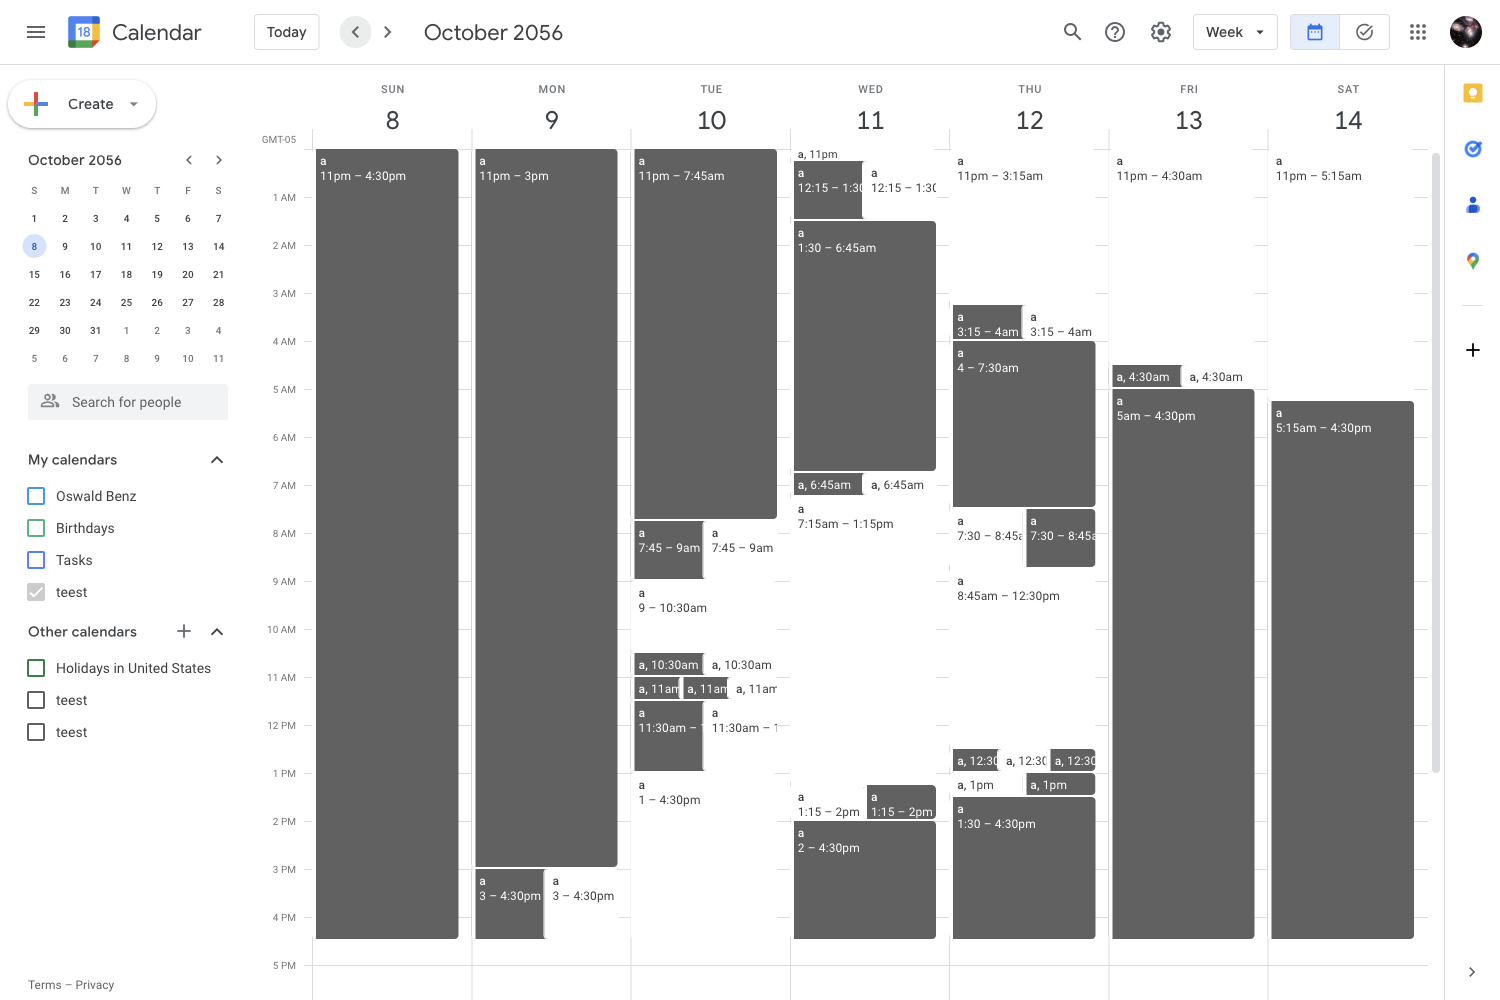 18 Calendar
Today
October 2056
Week
Create
October 2056
S M T W T F S
1 2 3 4 5 6 7
8 9 10 11 12 13 14
15 16 17 18 19 20 21
22 23 24 25 26 27 28
29 30 31 1 2 3 4
5 6 7 8 9 10 11
Search for people
My calendars
Oswald Benz
Birthdays
Tasks
teest
Other calendars
Holidays in United States
teest
teest
Terms – Privacy
GMT-05
1 AM
2 AM
3 AM
4 AM
5 AM
6 AM
7 AM
8 AM
9 AM
10 AM
11 AM
12 PM
1 PM
2 PM
3 PM
4 PM
5 PM
SUN
8
a
11pm – 4:30pm
MON
9
a
11pm – 3pm
a
3 – 4:30pm
a
3 – 4:30pm
TUE
10
a
11pm – 7:45am
a
7:45 – 9am
a
7:45 – 9am
a
9 – 10:30am
a, 10:30am
a, 10:30am
a, 11am
a, 11am
a, 11am
a
11:30am –
a
11:30am – 1
a
1 – 4:30pm
WED
11
a, 11pm
a
12:15 – 1:30
a
12:15 – 1:30
a
1:30 – 6:45am
a, 6:45am
a, 6:45am
a
7:15am – 1:15pm
a
1:15 – 2pm
a
1:15 – 2pm
a
2 – 4:30pm
THU
12
a
11pm – 3:15am
a
3:15 – 4am
a
3:15 – 4am
a
4 – 7:30am
a
7:30 – 8:45a
a
7:30 – 8:45a
a
8:45am – 12:30pm
a, 12:30
a, 12:30
a, 12:30
a, 1pm
a, 1pm
a
1:30 – 4:30pm
FRI
13
a
11pm – 4:30am
a, 4:30am
a, 4:30am
a
5am – 4:30pm
SAT
14
a
11pm – 5:15am
a
5:15am – 4:30pm